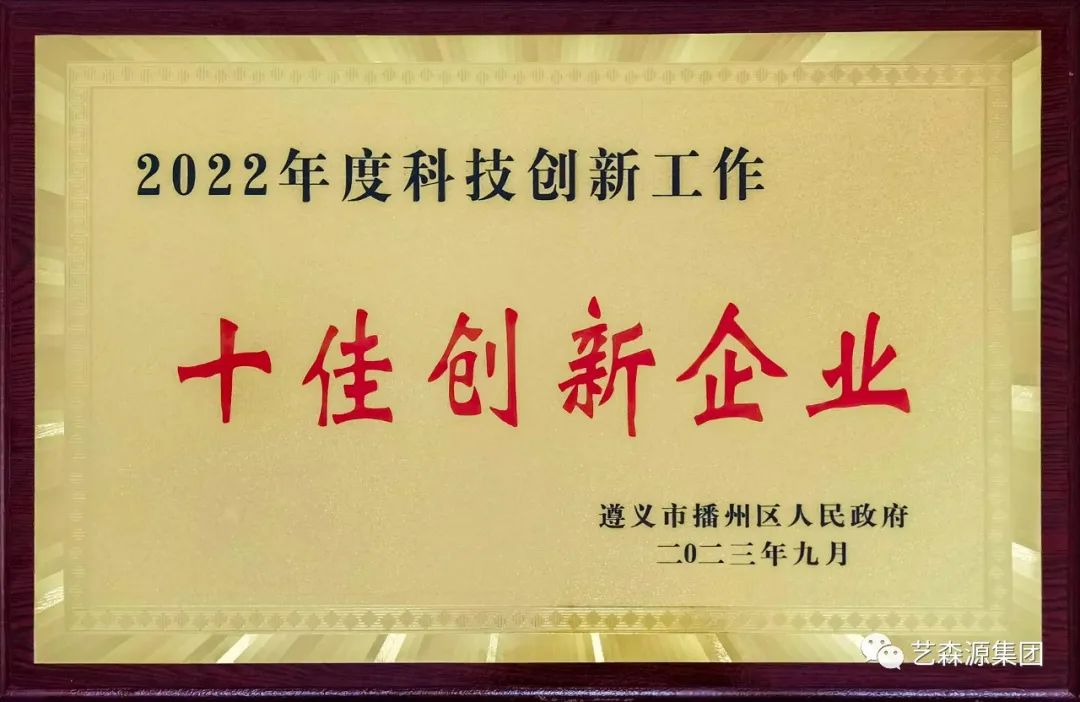 2022年度科技创新工作
十佳创新企业
遵义市播州区人民政府
二0二三年九月
艺森源集团